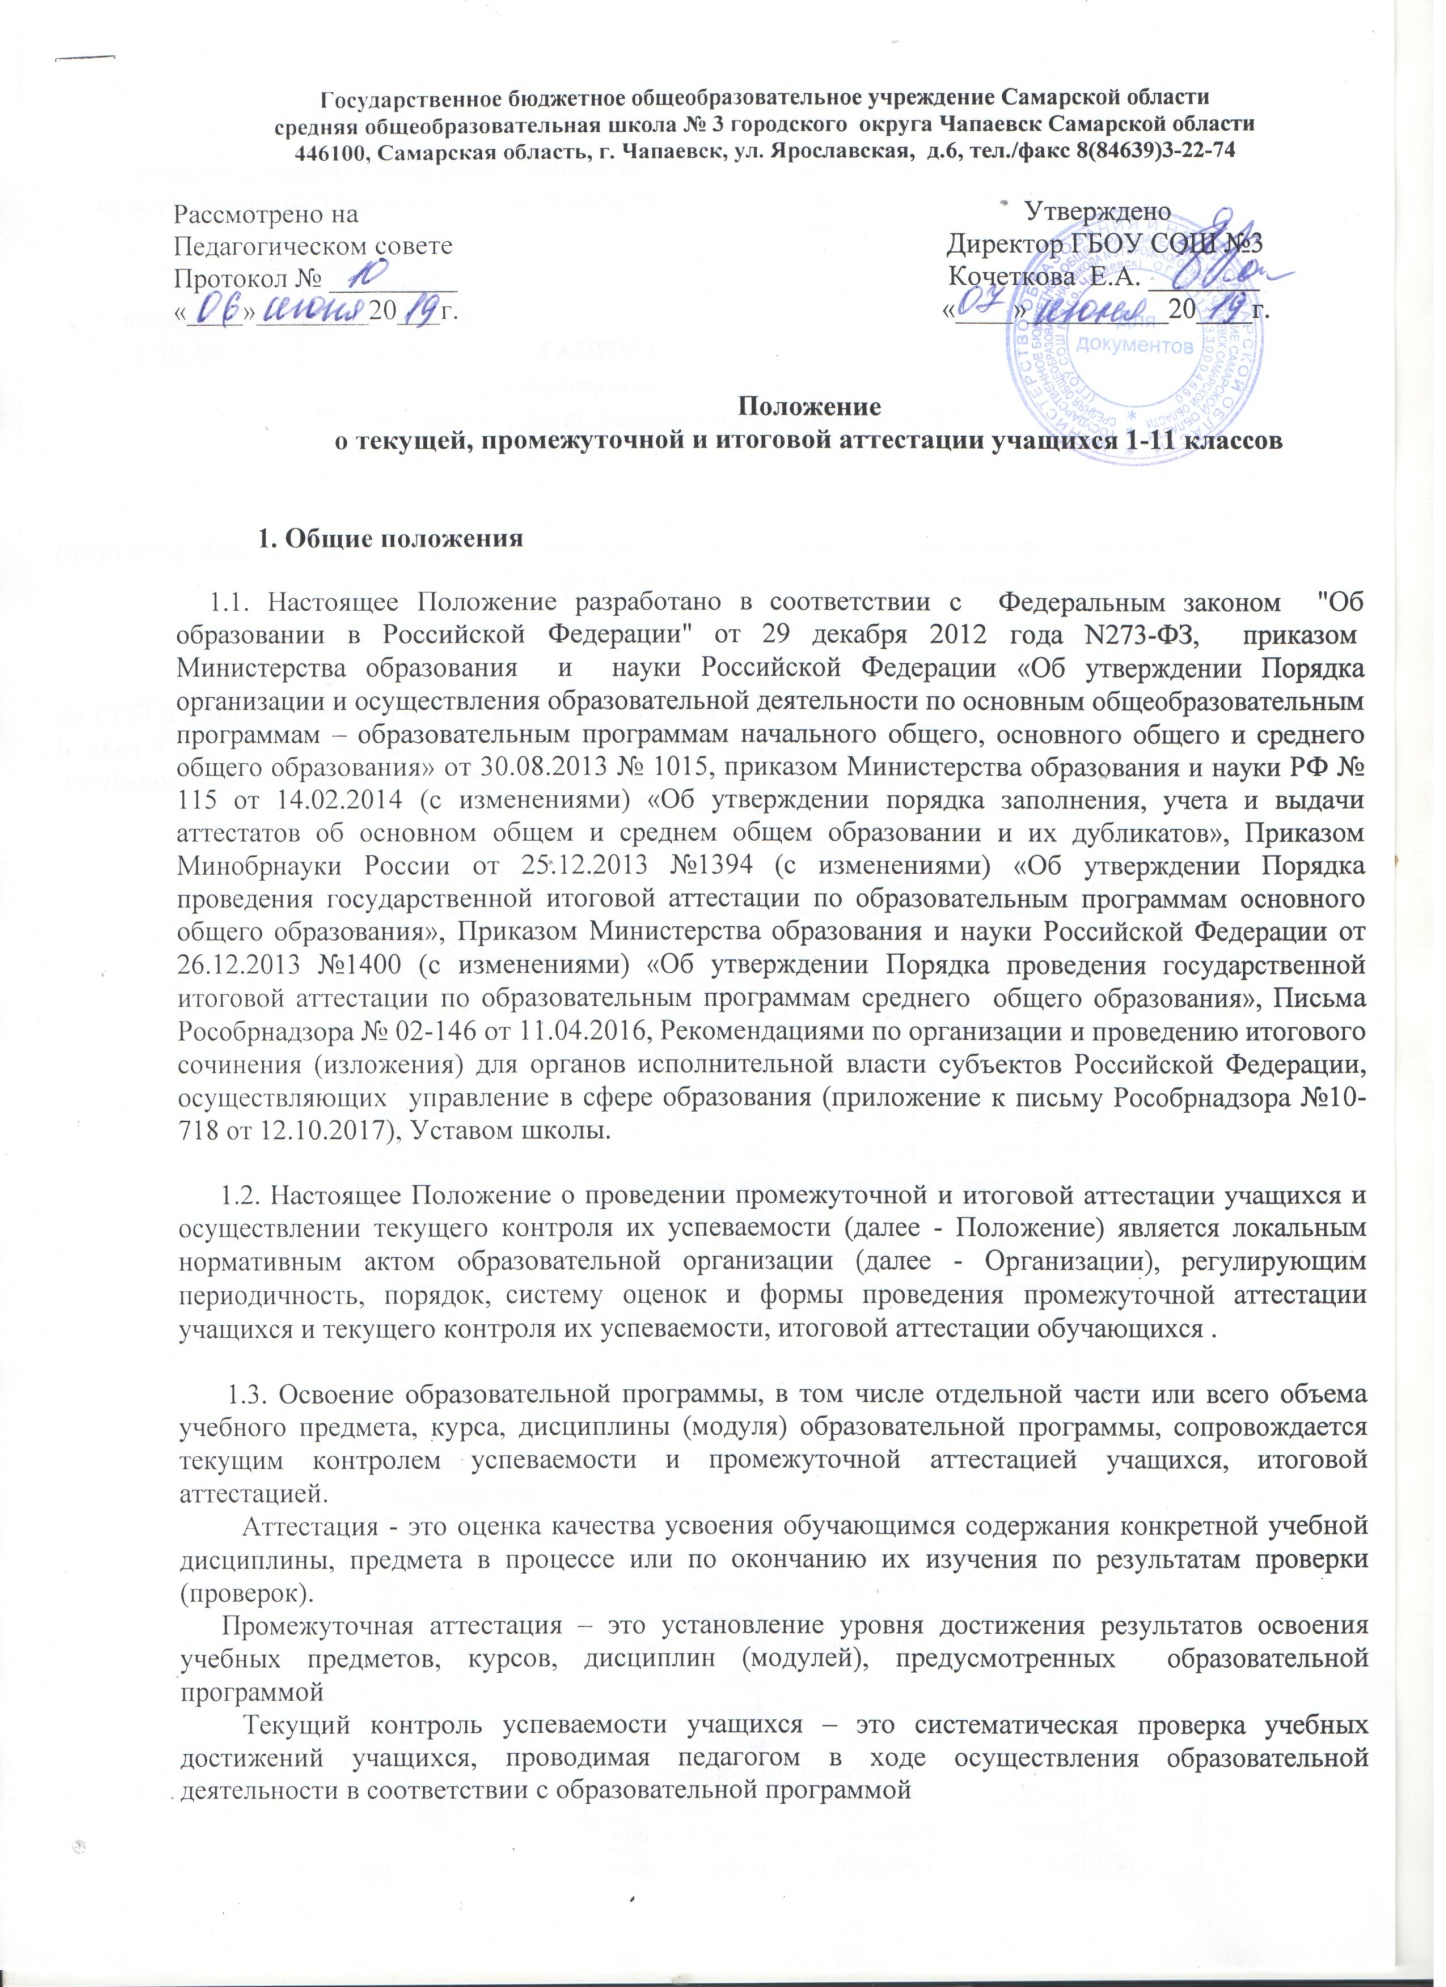 Государственное бюджетное общеобразовательное учреждение Самарской области
средняя общеобразовательная школа № 3 городского округа Чапаевск Самарской области
446100, Самарская область, г. Чапаевск, ул. Ярославская, д.6, тел./факс 8(84639)3-22-74
Рассмотрено на
Педагогическом совете
Протокол № 10
«06» июня 2019г.
Утверждено
Директор ГБОУ СОШ №3
Кочеткова Е.А.
«07» июня 2019г.
для
документов
Положение
о текущей, промежуточной и итоговой аттестации учащихся 1-11 классов
1. Общие положения
1.1. Настоящее Положение разработано в соответствии с Федеральным законом "Об
образовании в Российской Федерации" от 29 декабря 2012 года N273-ФЗ, приказом
Министерства образования и науки Российской Федерации «Об утверждении Порядка
организации и осуществления образовательной деятельности по основным общеобразовательным
программам – образовательным программам начального общего, основного общего и среднего
общего образования» от 30.08.2013 № 1015, приказом Министерства образования и науки РФ №
115 от 14.02.2014 (с изменениями) «Об утверждении порядка заполнения, учета и выдачи
аттестатов об основном общем и среднем общем образовании и их дубликатов», Приказом
Минобрнауки России от 25.12.2013 №1394 (с изменениями) «Об утверждении Порядка
проведения государственной итоговой аттестации по образовательным программам основного
общего образования», Приказом Министерства образования и науки Российской Федерации от
26.12.2013 №1400 (с изменениями) «Об утверждении Порядка проведения государственной
итоговой аттестации по образовательным программам среднего общего образования», Письма
Рособрнадзора № 02-146 от 11.04.2016, Рекомендациями по организации и проведению итогового
сочинения (изложения) для органов исполнительной власти субъектов Российской Федерации,
осуществляющих управление в сфере образования (приложение к письму Рособрнадзора №10-
718 от 12.10.2017), Уставом школы.
1.2. Настоящее Положение о проведении промежуточной и итоговой аттестации учащихся и
осуществлении текущего контроля их успеваемости (далее - Положение) является локальным
нормативным актом образовательной организации (далее - Организации), регулирующим
периодичность, порядок, систему оценок и формы проведения промежуточной аттестации
учащихся и текущего контроля их успеваемости, итоговой аттестации обучающихся .
1.3. Освоение образовательной программы, в том числе отдельной части или всего объема
учебного предмета, курса, дисциплины (модуля) образовательной программы, сопровождается
текущим контролем успеваемости и промежуточной аттестацией учащихся, итоговой
аттестацией.
Аттестация - это оценка качества усвоения обучающимся содержания конкретной учебной
дисциплины, предмета в процессе или по окончанию их изучения по результатам проверки
(проверок).
Промежуточная аттестация – это установление уровня достижения результатов освоения
учебных предметов, курсов, дисциплин (модулей), предусмотренных образовательной
программой
Текущий контроль успеваемости учащихся – это систематическая проверка учебных
достижений учащихся, проводимая педагогом в ходе осуществления образовательной
деятельности в соответствии с образовательной программой